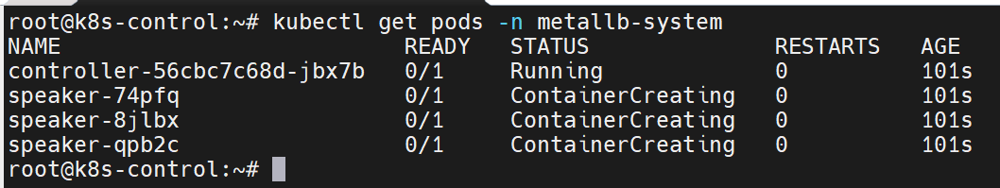 root@k8s-control:~# kubectl get pods -n metallb-system
NAME READY STATUS RESTARTS AGE
controller-56cbc7c68d-jbx7b 0/1 Running 0 101s
speaker-74pfq 0/1 ContainerCreating 0 101s
speaker-8jlbx 0/1 ContainerCreating 0 101s
speaker-qpb2c 0/1 ContainerCreating 0 101s
root@k8s-control:~#